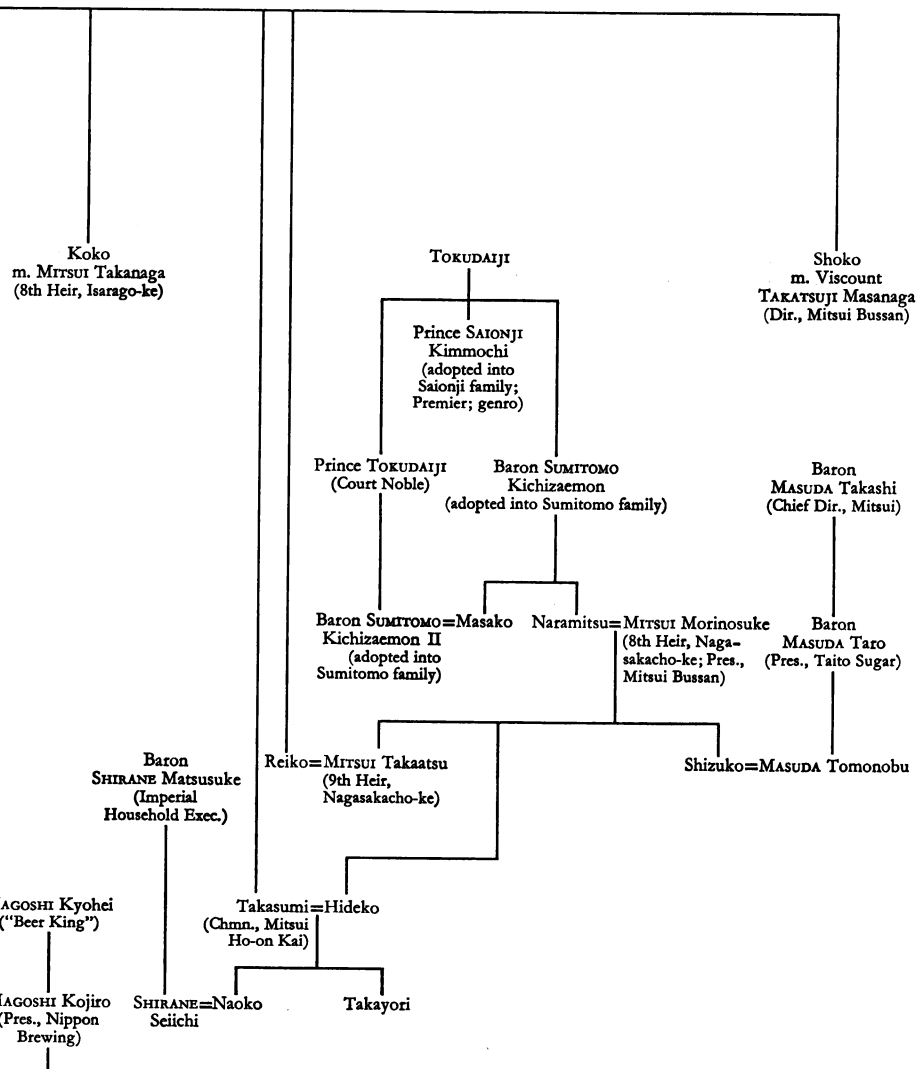 Koko
m. MITSUI Takanaga
(8th Heir, Isarago-ke)
TOKUDAIJI
Shoko
m. Viscount
TAKATSUJI Masanaga
(Dir., Mitsui Bussan)
Prince SAIONJI
Kimmochi
(adopted into
Saionji family;
Premier; genro)
Prince TOKUDAIJI
(Court Noble)
Baron SUMITOMO
Kichizaemon
(adopted into Sumitomo family)
Baron
MASUDA Takashi
(Chief Dir., Mitsui)
Baron SUMITOMO=Masako
Kichizaemon II
(adopted into
Sumitomo family)
Naramitsu=MITSUI Morinosuke
(8th Heir, Naga-
sakacho-ke; Pres.,
Mitsui Bussan)
Baron
MASUDA Taro
(Pres., Taito Sugar)
Baron
SHIRANE Matsusuke
(Imperial
Household Exec.)
Reiko=MITSUI Takaatsu
(9th Heir,
Nagasakacho-ke)
Shizuko=MASUDA Tomonobu
AGOSHI Kyohei
("Beer King")
Takasumi=Hideko
(Chmn., Mitsui
Ho-on Kai)
AGOSHI Kojiro
(Pres., Nippon
Brewing)
SHIRANE=Naoko
Seiichi
Takayori